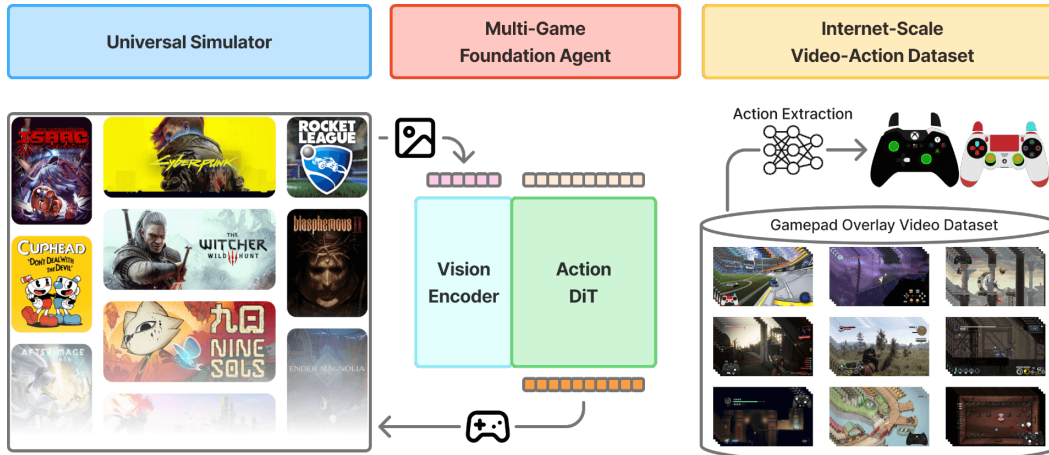 Universal Simulator
Multi-Game
Foundation Agent
Internet-Scale
Video-Action Dataset
ISAAC
Cyberpunk
ROCKET
LEAGUE
THE
WITCHER
WILD HUNT
blasphemous II
CUPHEAD
"DON'T DEAL WITH
THE DEVIL"
九日
NINE
SOLS
AFTERIMAGE
ENDER MAGNOLIA
Vision
Encoder
Action
DiT
Action Extraction
Gamepad Overlay Video Dataset